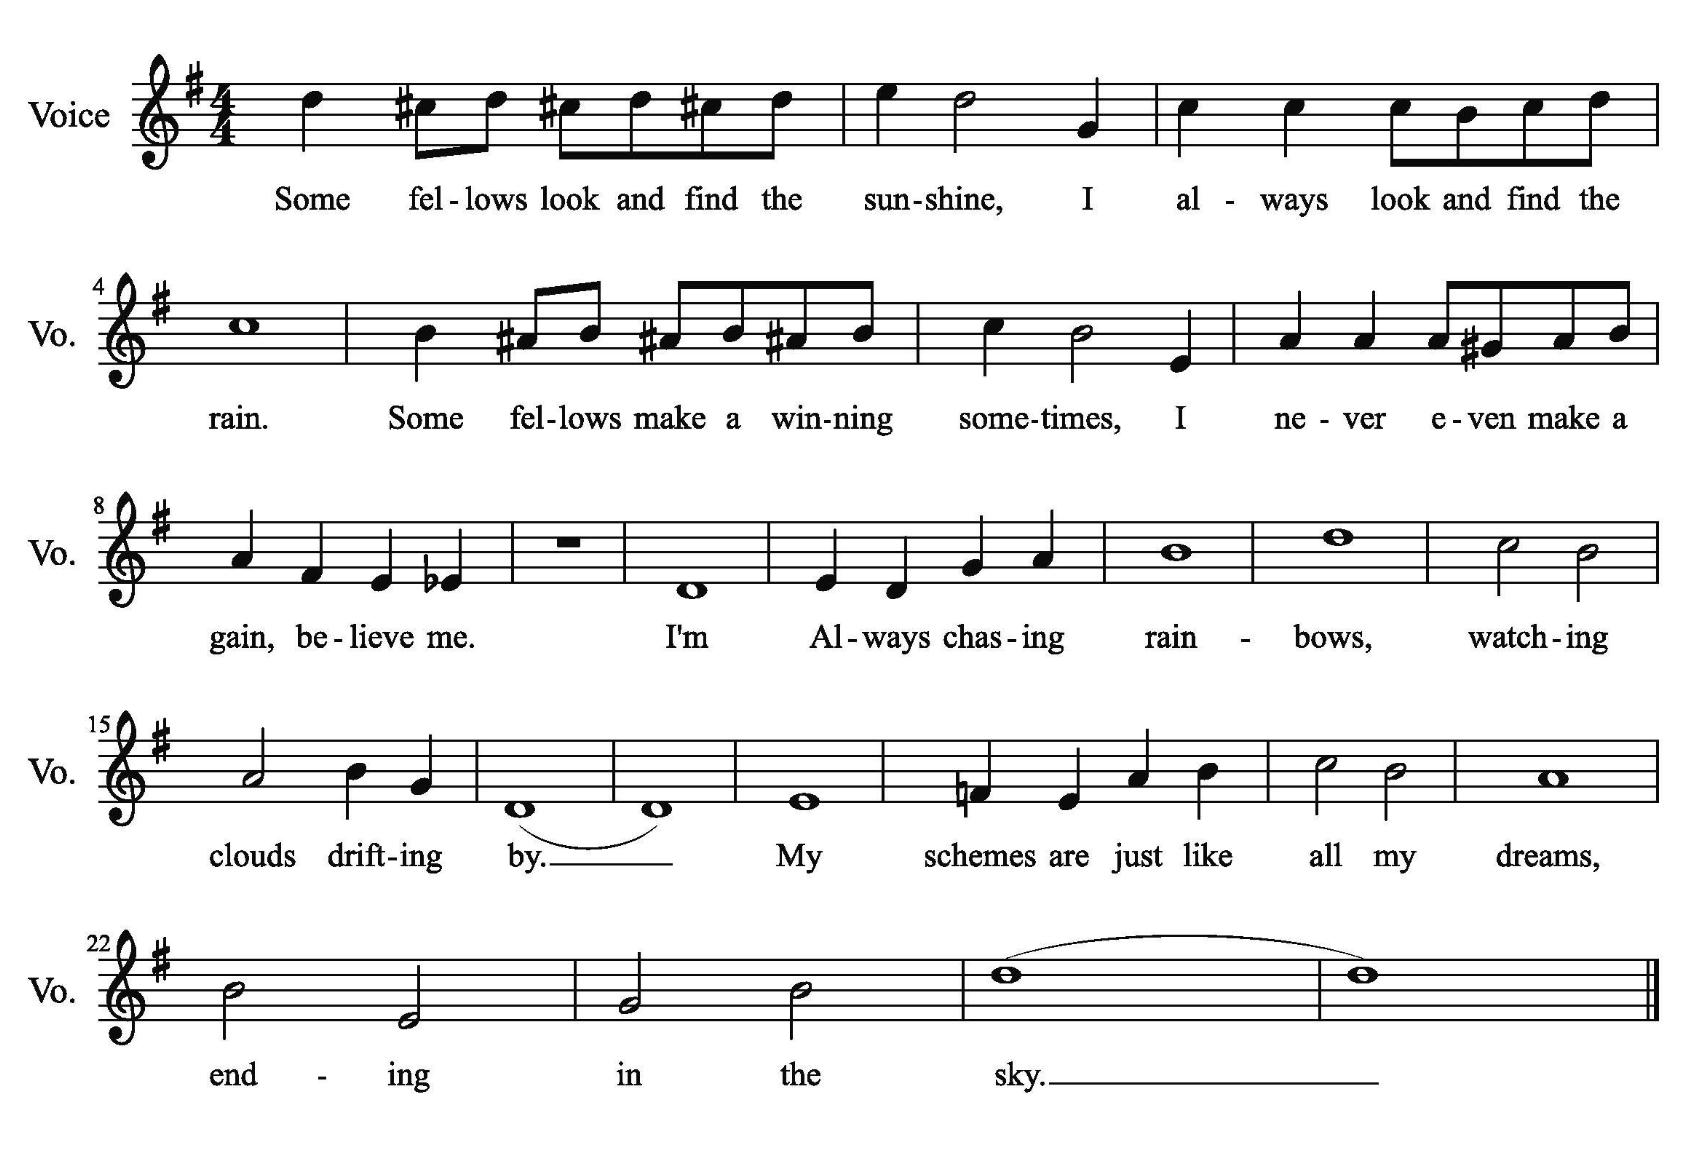 Voice
Some fel - lows look and find the sun - shine, I al - ways look and find the
4
Vo.
rain. Some fel - lows make a win - ning some - times, I ne - ver e - ven make a
8
Vo.
gain, be - lieve me. I'm Al - ways chas - ing rain - bows, watch - ing
15
Vo.
clouds drift - ing by. My schemes are just like all my dreams,
22
Vo.
end - ing in the sky.